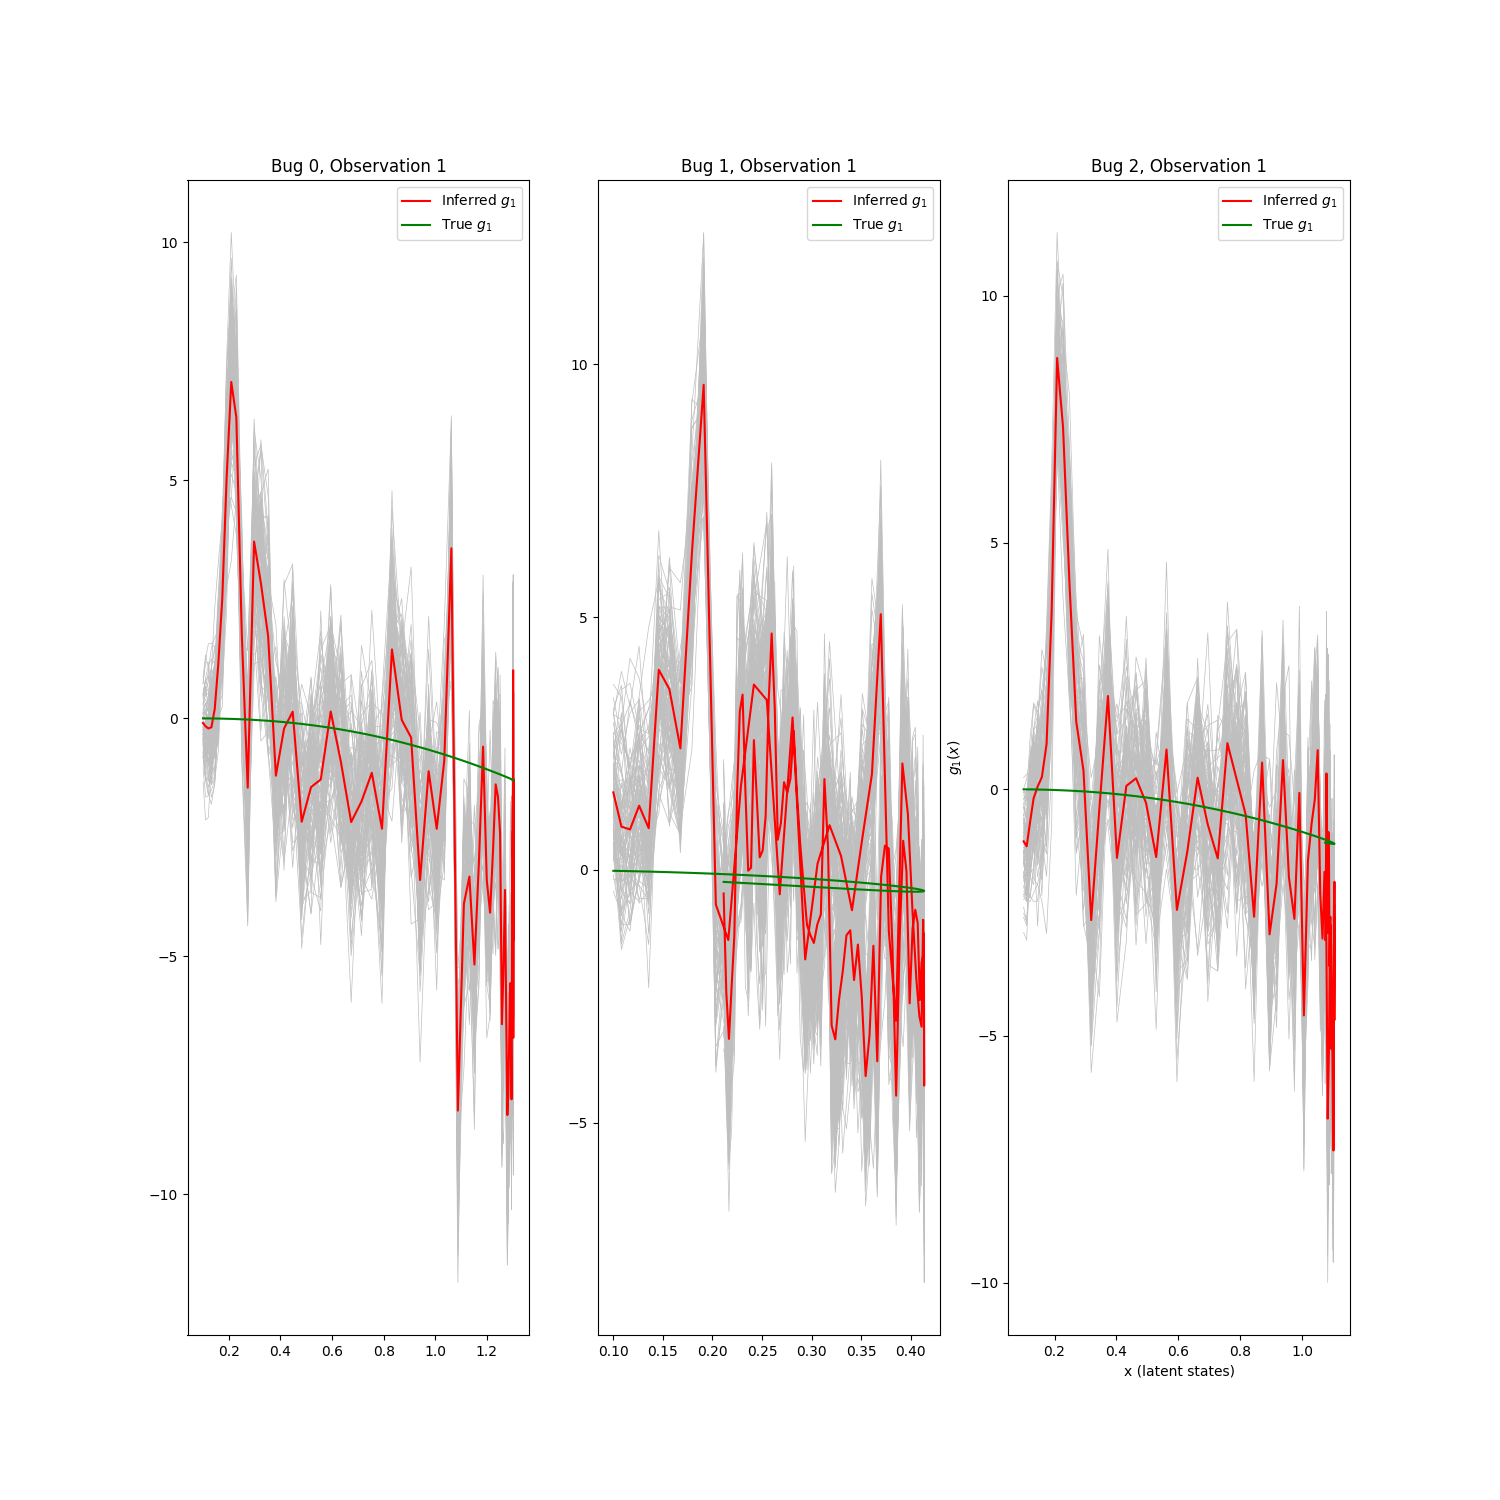 Bug 0, Observation 1
Inferred g₁
True g₁
10
5
0
−5
−10
0.2 0.4 0.6 0.8 1.0 1.2
Bug 1, Observation 1
Inferred g₁
True g₁
10
5
0
−5
0.10 0.15 0.20 0.25 0.30 0.35 0.40
Bug 2, Observation 1
Inferred g₁
True g₁
g₁(x)
10
5
0
−5
−10
0.2 0.4 0.6 0.8 1.0
x (latent states)